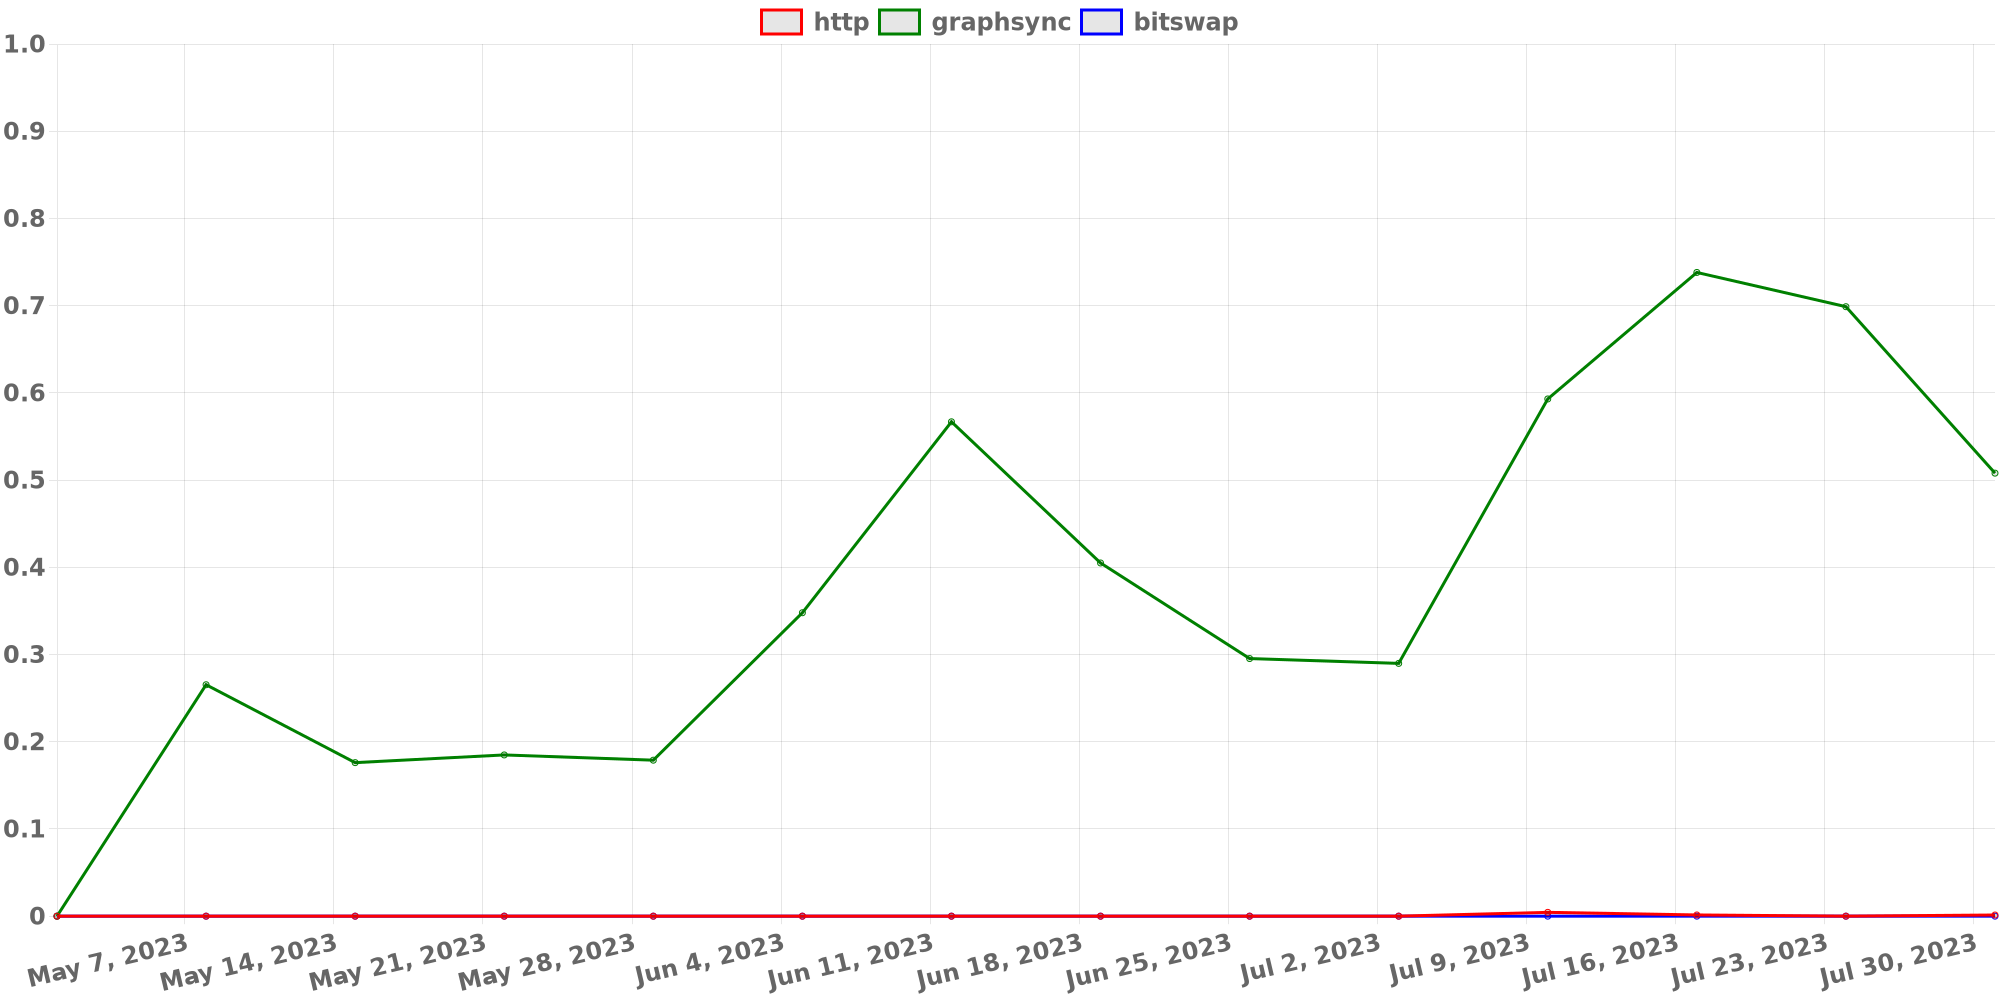 http graphsync bitswap
1.0
0.9
0.8
0.7
0.6
0.5
0.4
0.3
0.2
0.1
0
May 7, 2023
May 14, 2023
May 21, 2023
May 28, 2023
Jun 4, 2023
Jun 11, 2023
Jun 18, 2023
Jun 25, 2023
Jul 2, 2023
Jul 9, 2023
Jul 16, 2023
Jul 23, 2023
Jul 30, 2023